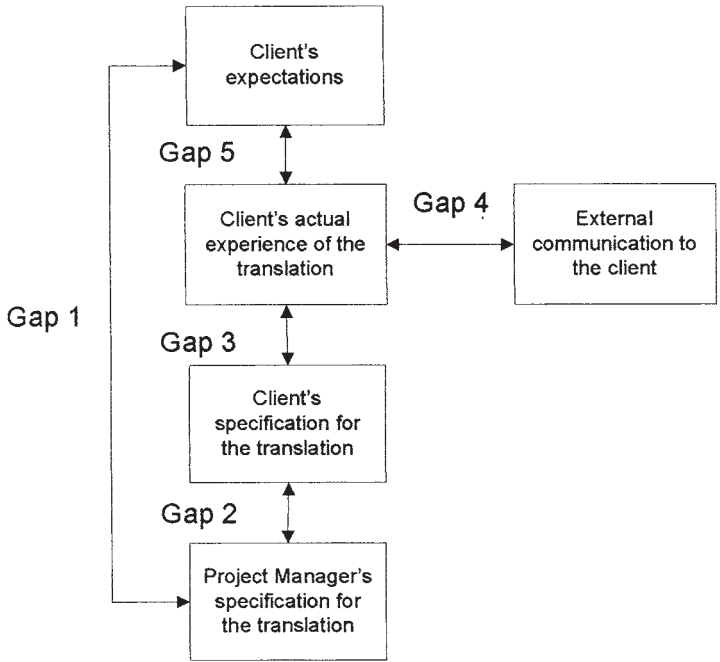 Client's
expectations
Gap 5
Client's actual
experience of the
translation
Gap 4
External
communication to
the client
Gap 1
Gap 3
Client's
specification for
the translation
Gap 2
Project Manager's
specification for
the translation